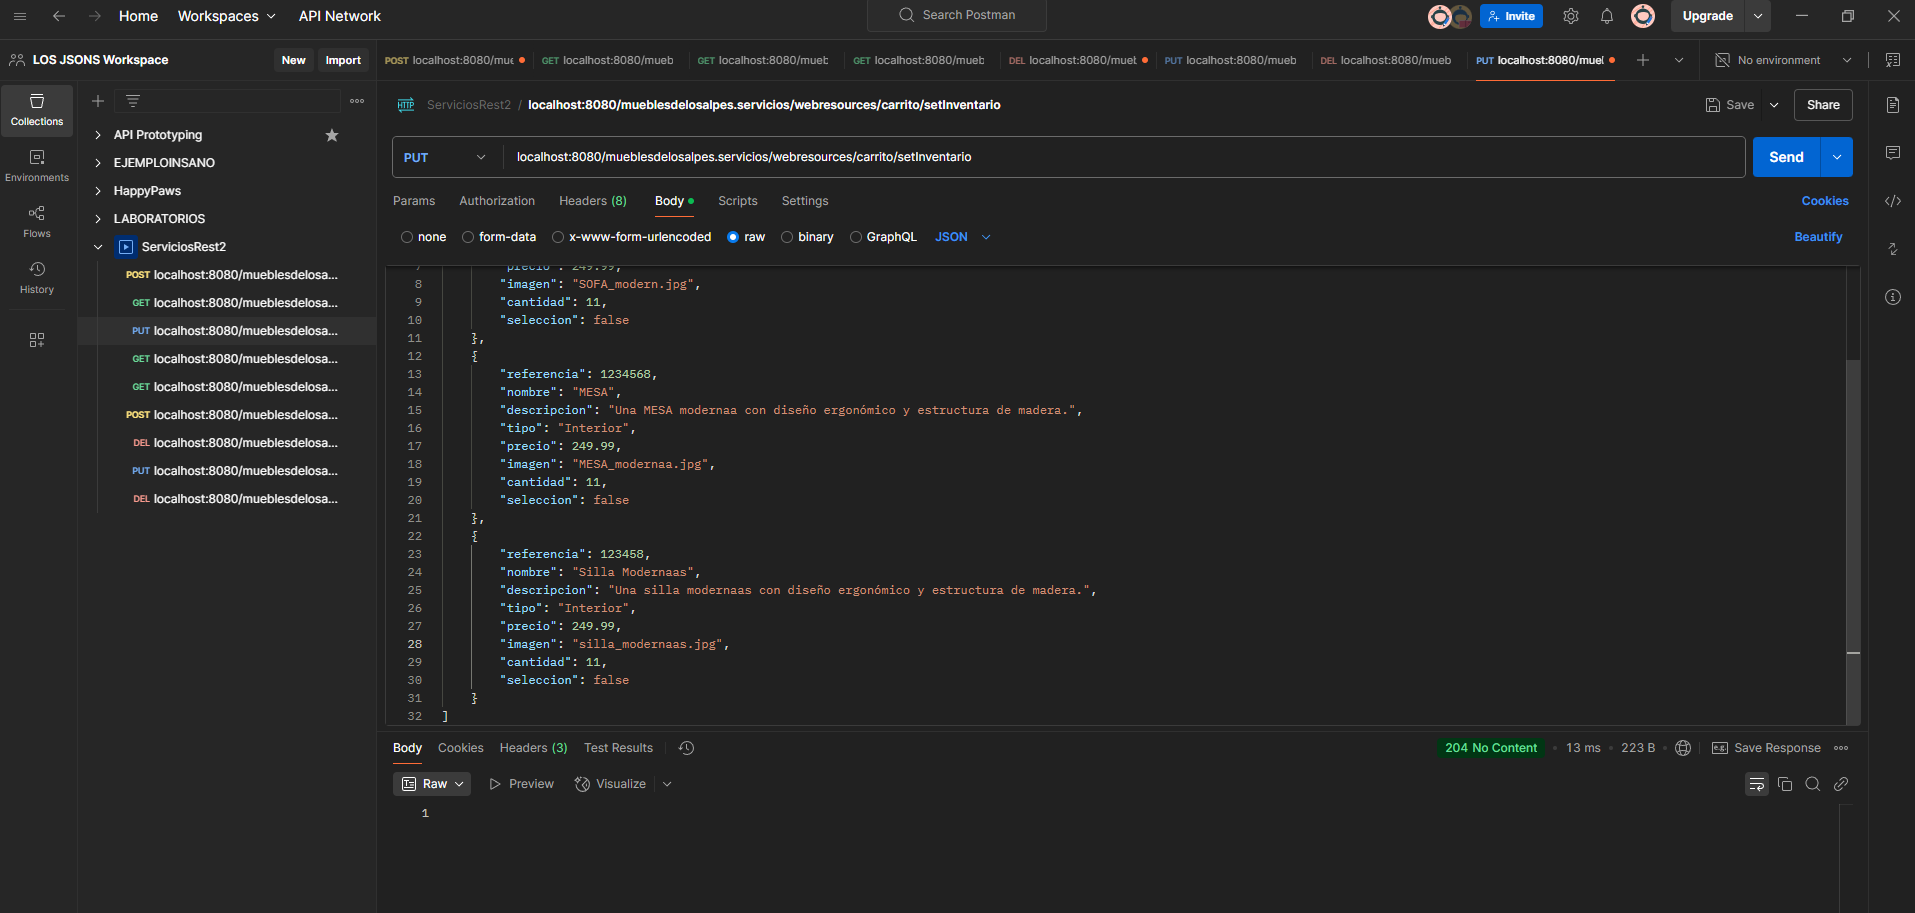 Home Workspaces API Network Search Postman Invite Upgrade
LOS JSONS Workspace New Import POST localhost:8080/mue GET localhost:8080/mueb GET localhost:8080/mueb GET localhost:8080/mueb DEL localhost:8080/muet PUT localhost:8080/mueb DEL localhost:8080/mueb PUT localhost:8080/muel No environment
Collections
Environments
Flows
History
API Prototyping
EJEMPLOINSANO
HappyPaws
LABORATORIOS
ServiciosRest2
POST localhost:8080/mueblesdelosa...
GET localhost:8080/mueblesdelosa...
PUT localhost:8080/mueblesdelosa...
GET localhost:8080/mueblesdelosa...
GET localhost:8080/mueblesdelosa...
POST localhost:8080/mueblesdelosa...
DEL localhost:8080/mueblesdelosa...
PUT localhost:8080/mueblesdelosa...
DEL localhost:8080/mueblesdelosa...
HTTP ServiciosRest2 / localhost:8080/mueblesdelosalpes.servicios/webresources/carrito/setInventario Save Share
PUT localhost:8080/mueblesdelosalpes.servicios/webresources/carrito/setInventario Send
Params Authorization Headers (8) Body Scripts Settings Cookies
none form-data x-www-form-urlencoded raw binary GraphQL JSON Beautify
7 "precio": 249.99,
8 "imagen": "SOFA_modern.jpg",
9 "cantidad": 11,
10 "seleccion": false
11 },
12 {
13 "referencia": 1234568,
14 "nombre": "MESA",
15 "descripcion": "Una MESA modernaa con diseño ergonómico y estructura de madera.",
16 "tipo": "Interior",
17 "precio": 249.99,
18 "imagen": "MESA_modernaa.jpg",
19 "cantidad": 11,
20 "seleccion": false
21 },
22 {
23 "referencia": 123458,
24 "nombre": "Silla Modernaas",
25 "descripcion": "Una silla modernaas con diseño ergonómico y estructura de madera.",
26 "tipo": "Interior",
27 "precio": 249.99,
28 "imagen": "silla_modernaas.jpg",
29 "cantidad": 11,
30 "seleccion": false
31 }
32 ]
Body Cookies Headers (3) Test Results 204 No Content 13 ms 223 B e.g. Save Response
Raw Preview Visualize
1